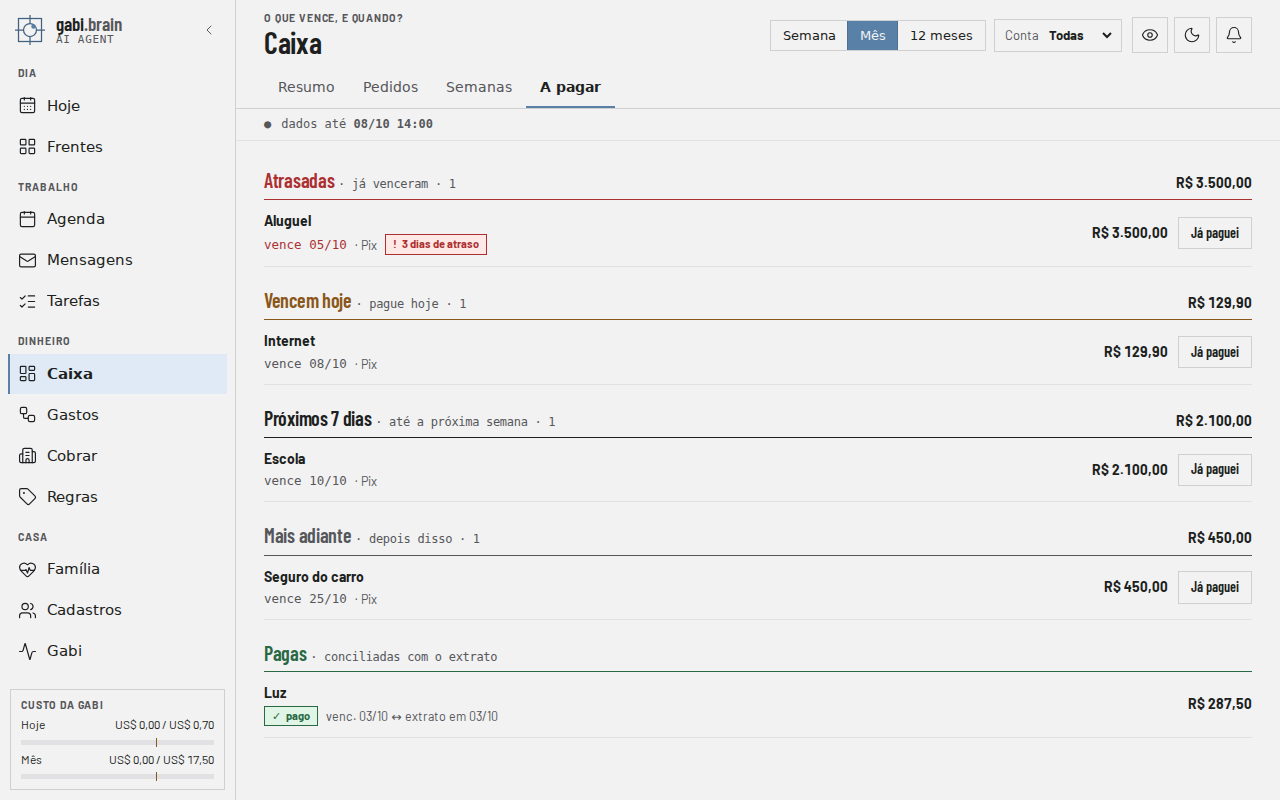 gabi.brain
AI AGENT
DIA
Hoje
Frentes
TRABALHO
Agenda
Mensagens
Tarefas
DINHEIRO
Caixa
Gastos
Cobrar
Regras
CASA
Família
Cadastros
Gabi
CUSTO DA GABI
Hoje US$ 0,00 / US$ 0,70
Mês US$ 0,00 / US$ 17,50
O QUE VENCE, E QUANDO?
Caixa
Semana Mês 12 meses Conta Todas
Resumo Pedidos Semanas A pagar
● dados até 08/10 14:00
Atrasadas · já venceram · 1 R$ 3.500,00
Aluguel
vence 05/10 · Pix ! 3 dias de atraso
R$ 3.500,00 Já paguei
Vencem hoje · pague hoje · 1 R$ 129,90
Internet
vence 08/10 · Pix
R$ 129,90 Já paguei
Próximos 7 dias · até a próxima semana · 1 R$ 2.100,00
Escola
vence 10/10 · Pix
R$ 2.100,00 Já paguei
Mais adiante · depois disso · 1 R$ 450,00
Seguro do carro
vence 25/10 · Pix
R$ 450,00 Já paguei
Pagas · conciliadas com o extrato
Luz
✓ pago venc. 03/10 ↔ extrato em 03/10
R$ 287,50